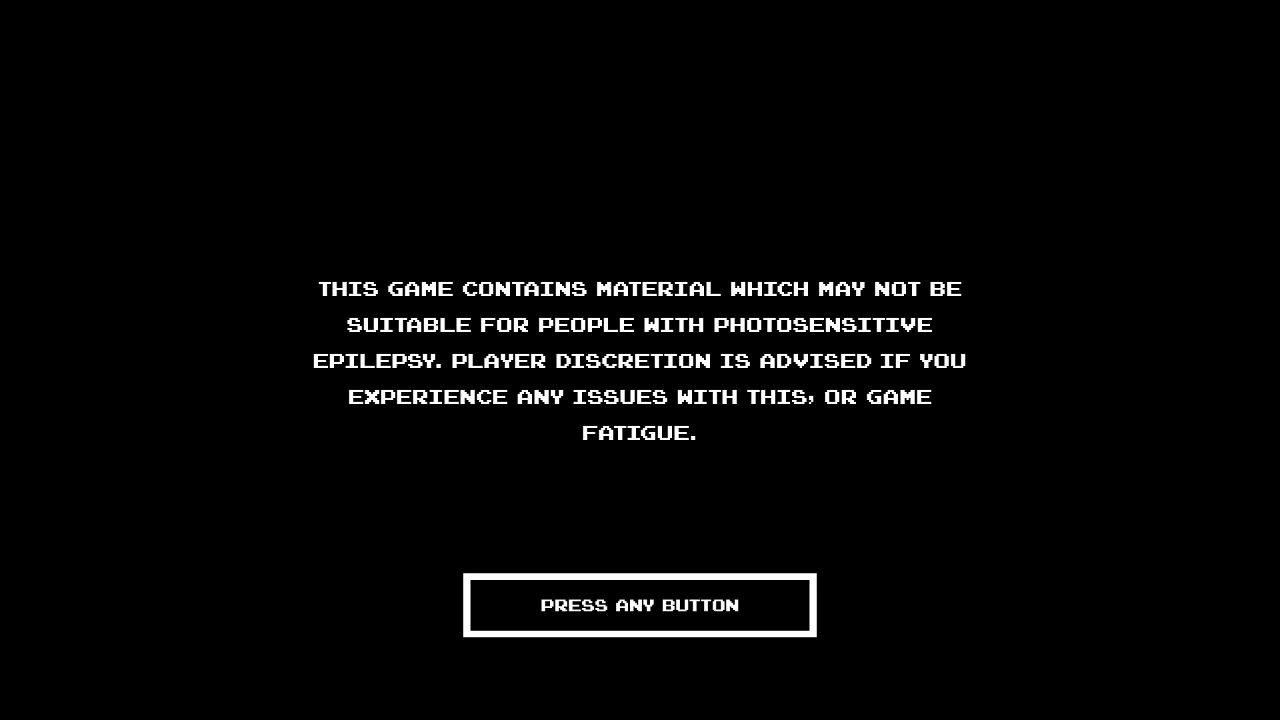 THIS GAME CONTAINS MATERIAL WHICH MAY NOT BE
SUITABLE FOR PEOPLE WITH PHOTOSENSITIVE
EPILEPSY. PLAYER DISCRETION IS ADVISED IF YOU
EXPERIENCE ANY ISSUES WITH THIS, OR GAME
FATIGUE.
PRESS ANY BUTTON